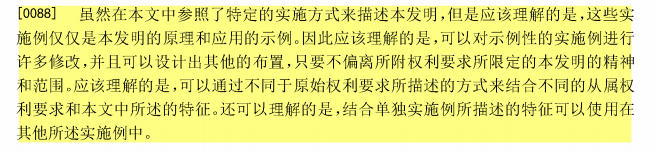 [0088] 虽然在本文中参照了特定的实施方式来描述本发明,但是应该理解的是,这些实
施例仅仅是本发明的原理和应用的示例。因此应该理解的是,可以对示例性的实施例进行
许多修改,并且可以设计出其他的布置,只要不偏离所附权利要求所限定的本发明的精神
和范围。应该理解的是,可以通过不同于原始权利要求所描述的方式来结合不同的从属权
利要求和本文中所述的特征。还可以理解的是,结合单独实施例所描述的特征可以使用在
其他所述实施例中。